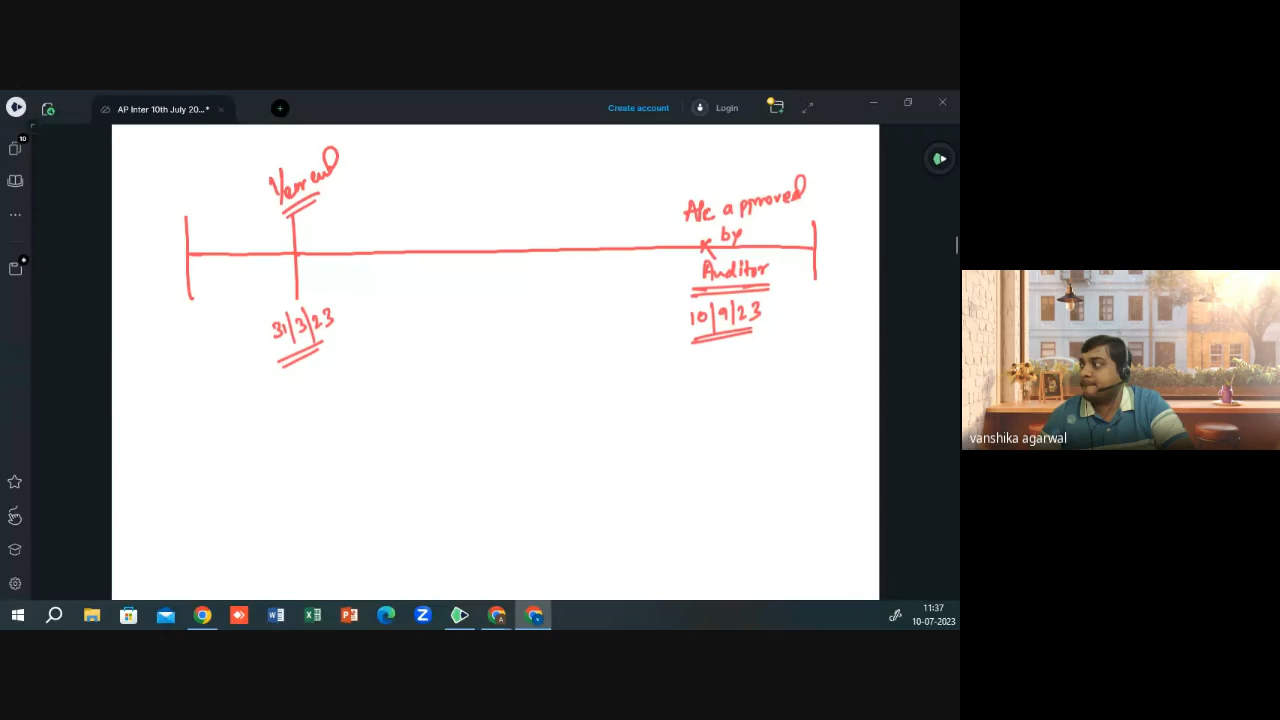 AP Inter 10th July 20...*
Create account
Login
10
Year end
A/c approved
by
Auditor
31/3/23
10/9/23
vanshika agarwal
11:37
10-07-2023